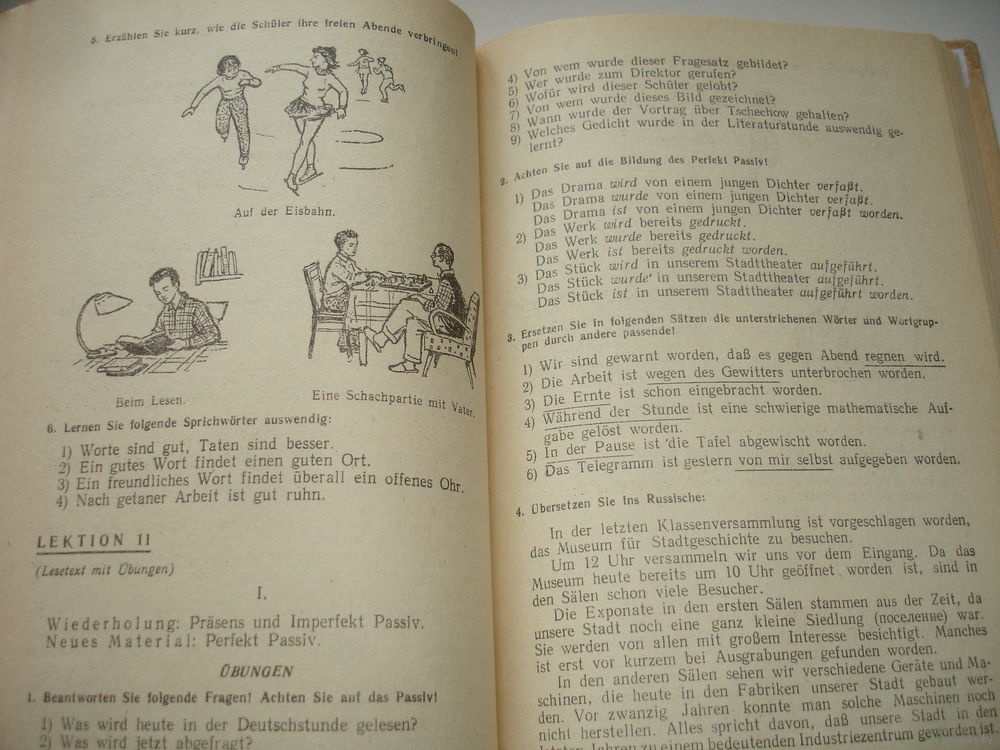 5. Erzählen Sie kurz, wie die Schüler ihre freien Abende verbringen!
Auf der Eisbahn.
Beim Lesen.
Eine Schachpartie mit Vater.
6. Lernen Sie folgende Sprichwörter auswendig:
1) Worte sind gut, Taten sind besser.
2) Ein gutes Wort findet einen guten Ort.
3) Ein freundliches Wort findet überall ein offenes Ohr.
4) Nach getaner Arbeit ist gut ruhn.
LEKTION 11
(Lesetext mit Übungen)
I.
Wiederholung: Präsens und Imperfekt Passiv.
Neues Material: Perfekt Passiv.
ÜBUNGEN
1. Beantworten Sie folgende Fragen! Achten Sie auf das Passiv!
1) Was wird heute in der Deutschstunde gelesen?
2) Was wird jetzt abgefragt?
4) Von wem wurde dieser Fragesatz gebildet?
5) Wer wurde zum Direktor gerufen?
6) Wofür wird dieser Schüler gelobt?
7) Von wem wurde dieses Bild gezeichnet?
8) Wann wurde der Vortrag über Tschechow gehalten?
9) Welches Gedicht wurde in der Literaturstunde auswendig ge-
lernt?
2. Achten Sie auf die Bildung des Perfekt Passiv!
1) Das Drama wird von einem jungen Dichter verfaßt.
Das Drama wurde von einem jungen Dichter verfaßt.
Das Drama ist von einem jungen Dichter verfaßt worden.
2) Das Werk wird bereits gedruckt.
Das Werk wurde bereits gedruckt.
Das Werk ist bereits gedruckt worden.
3) Das Stück wird in unserem Stadttheater aufgeführt.
Das Stück wurde in unserem Stadttheater aufgeführt.
Das Stück ist in unserem Stadttheater aufgeführt worden.
3. Ersetzen Sie in folgenden Sätzen die unterstrichenen Wörter und Wortgrup-
pen durch andere passende!
1) Wir sind gewarnt worden, daß es gegen Abend regnen wird.
2) Die Arbeit ist wegen des Gewitters unterbrochen worden.
3) Die Ernte ist schon eingebracht worden.
4) Während der Stunde ist eine schwierige mathematische Auf-
gabe gelöst worden.
5) In der Pause ist die Tafel abgewischt worden.
6) Das Telegramm ist gestern von mir selbst aufgegeben worden.
4. Übersetzen Sie ins Russische:
In der letzten Klassenversammlung ist vorgeschlagen worden,
das Museum für Stadtgeschichte zu besuchen.
Um 12 Uhr versammeln wir uns vor dem Eingang. Da das
Museum heute bereits um 10 Uhr geöffnet worden ist, sind in
den Sälen schon viele Besucher.
Die Exponate in den ersten Sälen stammen aus der Zeit, da
unsere Stadt noch eine ganz kleine Siedlung (поселение) war.
Sie werden von allen mit großem Interesse besichtigt. Manches
ist erst vor kurzem bei Ausgrabungen gefunden worden.
In den anderen Sälen sehen wir verschiedene Geräte und Ma-
schinen, die heute in den Fabriken unserer Stadt gebaut wer-
den. Vor zwanzig Jahren konnte man solche Maschinen noch
nicht herstellen. Alles spricht davon, daß unsere Stadt in den
letzten Jahren zu einem bedeutenden Industriezentrum geworden ist.